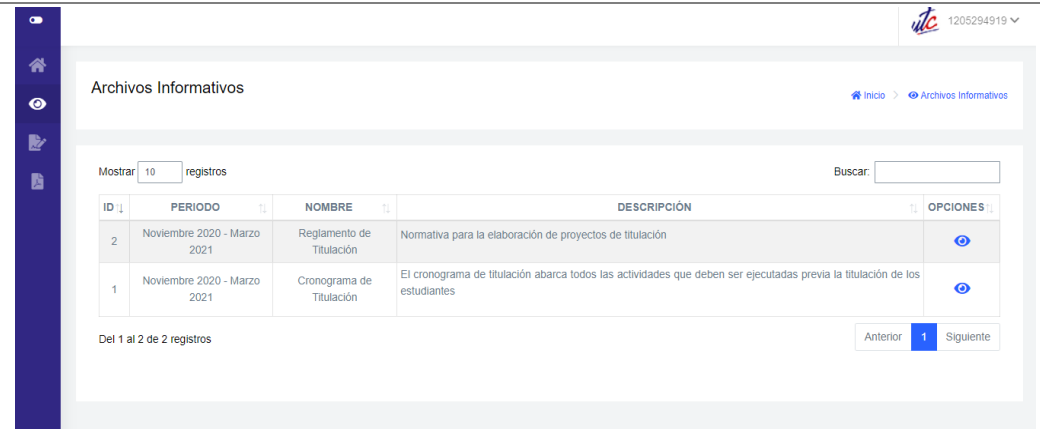 utc 1205294919
Archivos Informativos
Inicio > Archivos Informativos
Mostrar 10 registros Buscar:
ID PERIODO NOMBRE DESCRIPCIÓN OPCIONES
2 Noviembre 2020 - Marzo 2021 Reglamento de Titulación Normativa para la elaboración de proyectos de titulación
1 Noviembre 2020 - Marzo 2021 Cronograma de Titulación El cronograma de titulación abarca todos las actividades que deben ser ejecutadas previa la titulación de los estudiantes
Del 1 al 2 de 2 registros
Anterior 1 Siguiente